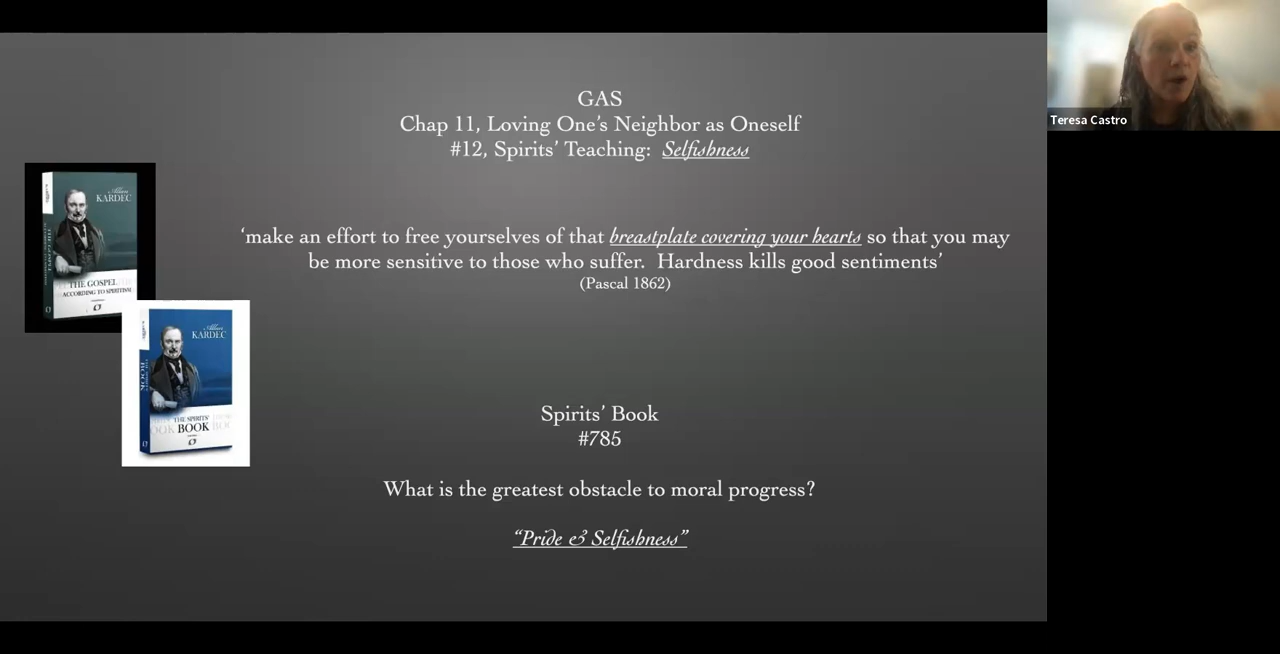 GAS
Chap 11, Loving One's Neighbor as Oneself
#12, Spirits' Teaching: Selfishness
'make an effort to free yourselves of that breastplate covering your hearts so that you may
be more sensitive to those who suffer. Hardness kills good sentiments'
(Pascal 1862)
Spirits' Book
#785
What is the greatest obstacle to moral progress?
"Pride & Selfishness"
Allan
KARDEC
THE GOSPEL
ACCORDING TO SPIRITISM
Allan
KARDEC
THE SPIRITS'
BOOK
Teresa Castro